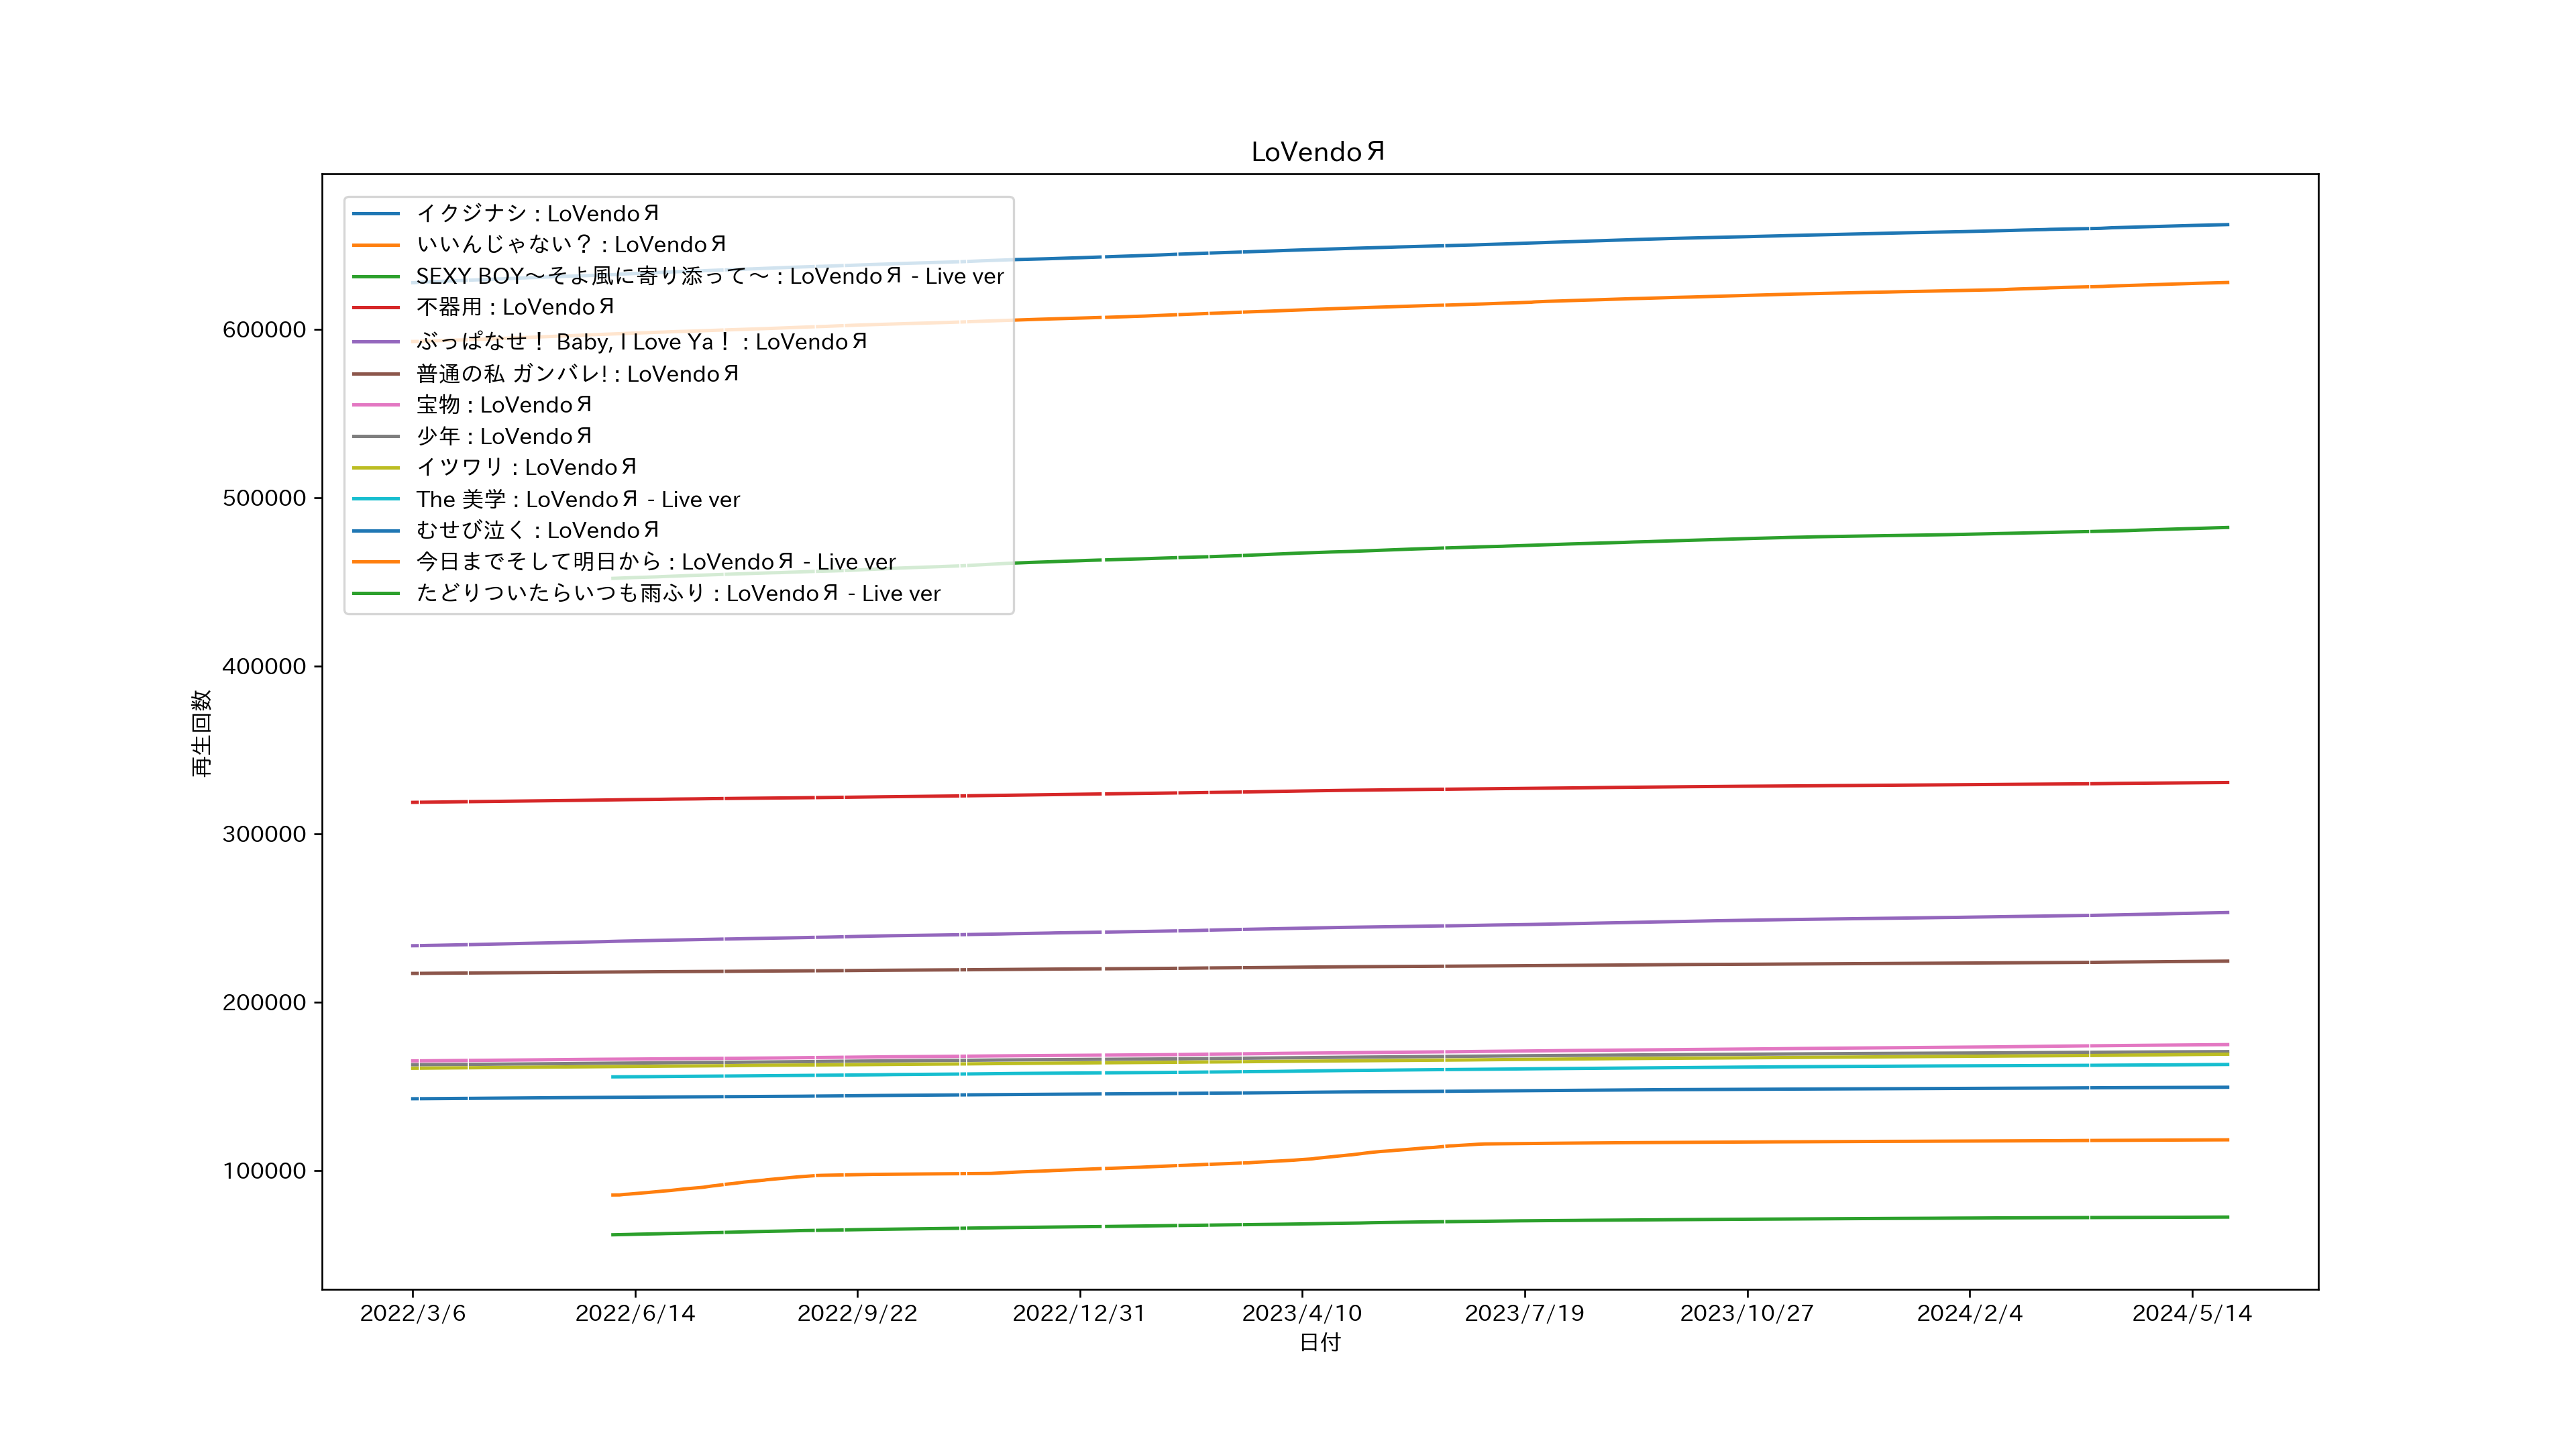 LoVendoЯ
イクジナシ : LoVendoЯ
いいんじゃない？ : LoVendoЯ
SEXY BOY～そよ風に寄り添って～ : LoVendoЯ - Live ver
不器用 : LoVendoЯ
ぶっぱなせ！ Baby, I Love Ya！ : LoVendoЯ
普通の私 ガンバレ! : LoVendoЯ
宝物 : LoVendoЯ
少年 : LoVendoЯ
イツワリ : LoVendoЯ
The 美学 : LoVendoЯ - Live ver
むせび泣く : LoVendoЯ
今日までそして明日から : LoVendoЯ - Live ver
たどりついたらいつも雨ふり : LoVendoЯ - Live ver
再生回数
600000
500000
400000
300000
200000
100000
2022/3/6
2022/6/14
2022/9/22
2022/12/31
2023/4/10
2023/7/19
2023/10/27
2024/2/4
2024/5/14
日付